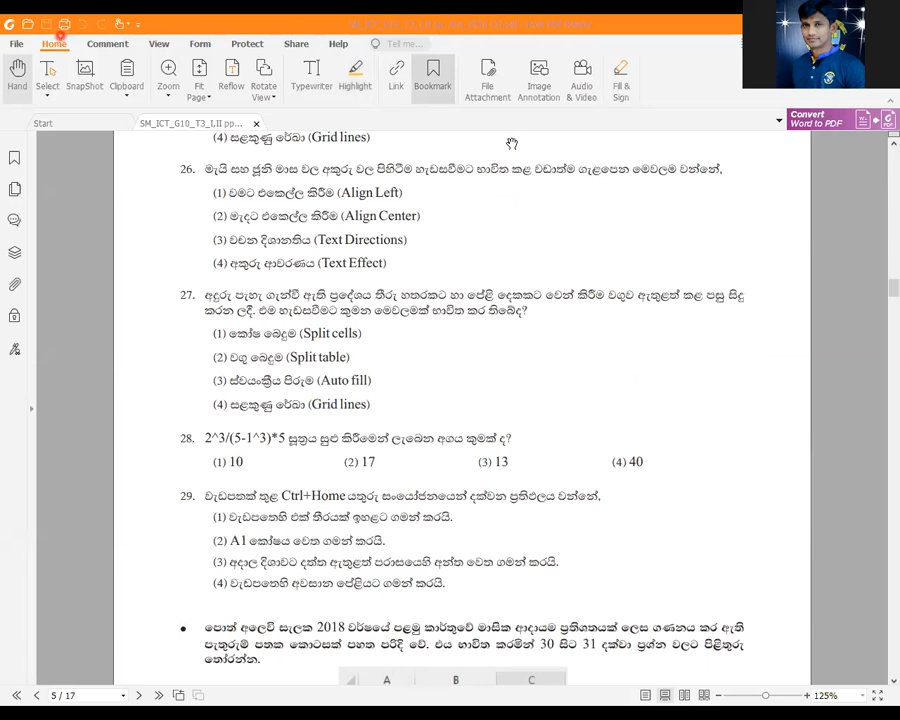 File Home Comment View Form Protect Share Help Tell me...
Hand Select SnapShot Clipboard Zoom Fit Page Reflow Rotate View Typewriter Highlight Link Bookmark File Attachment Image Annotation Audio & Video Fill & Sign
Start SM_ICT_G10_T3_I,II pp... Convert Word to PDF
(4) සළකුණු රේඛා (Grid lines)
26. මැයි සහ ජූනි මාස වල අකුරු වල පිහිටීම හැඩසවීමට භාවිත කළ වඩාත්ම ගැළපෙන මෙවලම වන්නේ,
(1) වමට එකෙල්ල කිරීම (Align Left)
(2) මැදට එකෙල්ල කිරීම (Align Center)
(3) වචන දිශානතිය (Text Directions)
(4) අකුරු ආවරණය (Text Effect)
27. අඳුරු පැහැ ගැන්වී ඇති ප්‍රදේශය තීරු හතරකට හා පේළි දෙකකට වෙන් කිරීම වගුව ඇතුළත් කළ පසු සිදු
කරන ලදී. එම හැඩසවීමට කුමන මෙවලමක් භාවිත කර තිබේද?
(1) කෝෂ බෙදුම (Split cells)
(2) වගු බෙදුම (Split table)
(3) ස්වයංක්‍රීය පිරුම (Auto fill)
(4) සළකුණු රේඛා (Grid lines)
28. 2^3/(5-1^3)*5 සූත්‍රය සුළු කිරීමෙන් ලැබෙන අගය කුමක් ද?
(1) 10 (2) 17 (3) 13 (4) 40
29. වැඩපතක් තුළ Ctrl+Home යතුරු සංයෝජනයෙන් දක්වන ප්‍රතිඵලය වන්නේ,
(1) වැඩපතෙහි එක් තීරයක් ඉහළට ගමන් කරයි.
(2) A1 කෝෂය වෙත ගමන් කරයි.
(3) අදාල දිශාවට දත්ත ඇතුළත් පරාසයෙහි අන්ත වෙත ගමන් කරයි.
(4) වැඩපතෙහි අවසාන පේළියට ගමන් කරයි.
• පොත් අලෙවි සැලක 2018 වර්ෂයේ පළමු කාර්තුවේ මාසික ආදායම ප්‍රතිශතයක් ලෙස ගණනය කර ඇති
පැතුරුම් පතක කොටසක් පහත පරිදි වේ. එය භාවිත කරමින් 30 සිට 31 දක්වා ප්‍රශ්න වලට පිළිතුරු
තෝරන්න.
A B C
5 / 17 125%